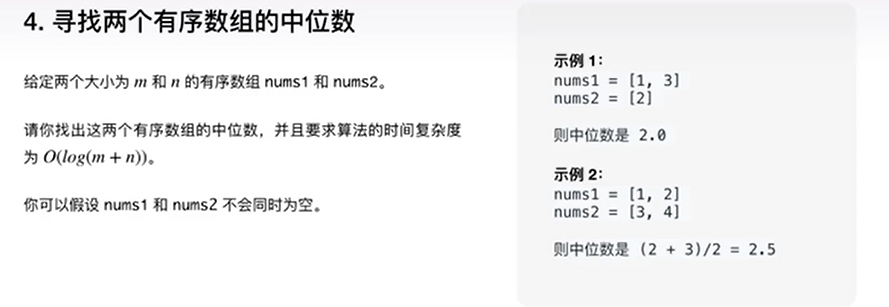 4. 寻找两个有序数组的中位数
给定两个大小为 m 和 n 的有序数组 nums1 和 nums2。
请你找出这两个有序数组的中位数，并且要求算法的时间复杂度
为 O(log(m + n))。
你可以假设 nums1 和 nums2 不会同时为空。
示例 1:
nums1 = [1, 3]
nums2 = [2]
则中位数是 2.0
示例 2:
nums1 = [1, 2]
nums2 = [3, 4]
则中位数是 (2 + 3)/2 = 2.5